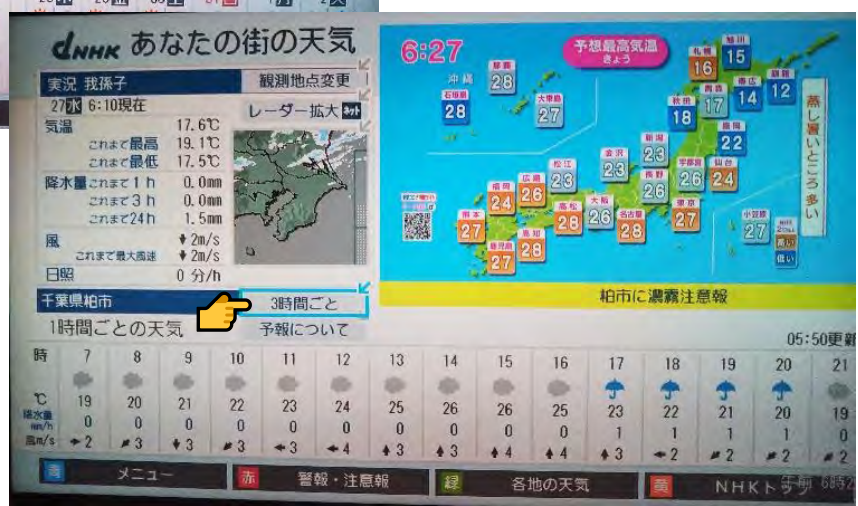 dNHK あなたの街の天気
実況 我孫子 観測地点変更
27水 6:10現在 レーダー拡大
気温 17.6℃
これまで最高 19.1℃
これまで最低 17.5℃
降水量これまで1h 0.0mm
これまで3h 0.0mm
これまで24h 1.5mm
風 2m/s
これまで最大風速 2m/s
日照 0分/h
千葉県柏市 3時間ごと
1時間ごとの天気 予報について
6:27
予想最高気温
きょう
旭川 15
札幌 16
釧路 12
帯広 14
青森 17
秋田 18
盛岡 22
沖縄 那覇 28
石垣島 28
大東島 27
新潟 23
金沢 23
宇都宮 26
仙台 24
松江 23
長野 26
広島 26
福岡 24
大阪 26
名古屋 28
東京 27
高松 28
熊本 27
高知 28
鹿児島 27
小笠原 27
高い
低い
蒸し暑いところ多い
柏市に濃霧注意報
05:50更新
時 7 8 9 10 11 12 13 14 15 16 17 18 19 20 21
℃ 19 20 21 22 23 24 25 26 26 25 23 22 21 20 19
降水量mm/h 0 0 0 0 0 0 0 0 0 0 1 1 1 1 0
風m/s 2 3 3 3 3 4 3 3 4 4 3 2 2 2 2
青 メニュー 赤 警報・注意報 緑 各地の天気 黄 NHKトップ